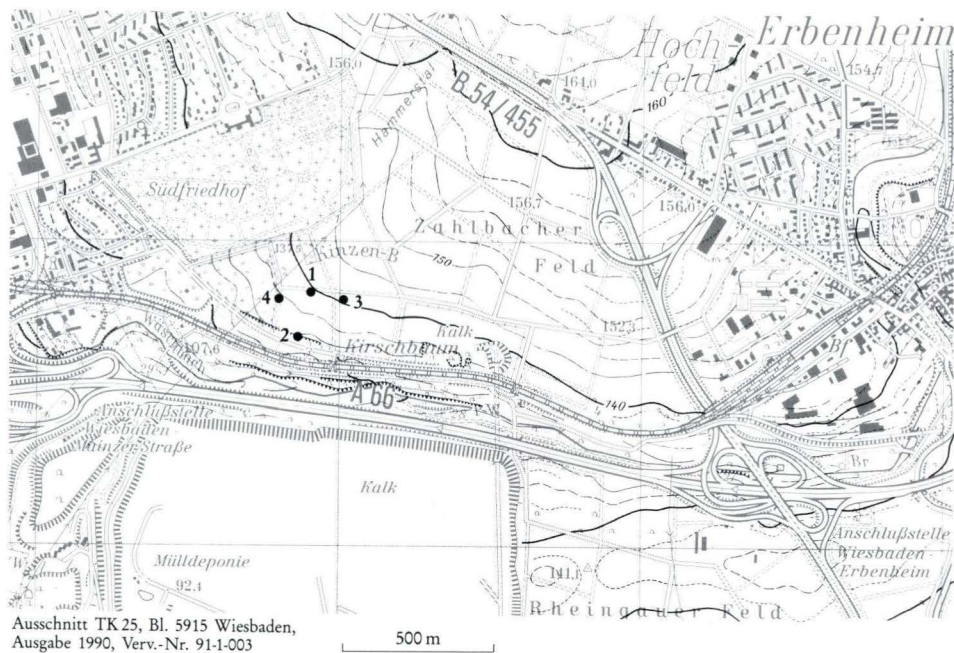 Erbenheim
Hoch-
feld
156,0
164,0
154,7
B 54/455
160
Südfriedhof
156,7
156,0
Zahlbacher
Kinzen-B
150
Feld
1
4
3
Kalk
152,3
2
Kirschbaum
107,6
A 66
140
Anschlußstelle
Wiesbaden
Mainzer Straße
Br
Kalk
Anschlußstelle
Wiesbaden
Erbenheim
Mülldeponie
92,4
W
141,1
Rheingauer Feld
Ausschnitt TK 25, Bl. 5915 Wiesbaden,
Ausgabe 1990, Verv.-Nr. 91-1-003
500 m